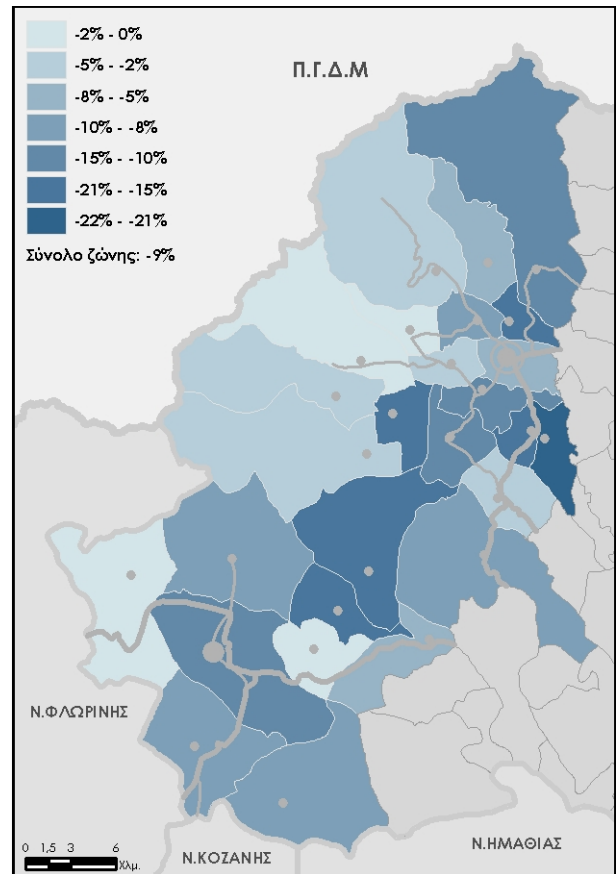 -2% - 0%
-5% - -2%
-8% - -5%
-10% - -8%
-15% - -10%
-21% - -15%
-22% - -21%
Σύνολο ζώνης: -9%
Π.Γ.Δ.Μ
Ν.ΦΛΩΡΙΝΗΣ
Ν.ΚΟΖΑΝΗΣ
Ν.ΗΜΑΘΙΑΣ
0 1,5 3 6
Χλμ.